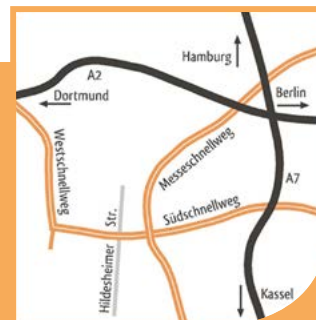 Hamburg
A2
Dortmund
Berlin
Westschnellweg
Messeschnellweg
A7
Südschnellweg
Hildesheimer Str.
Kassel